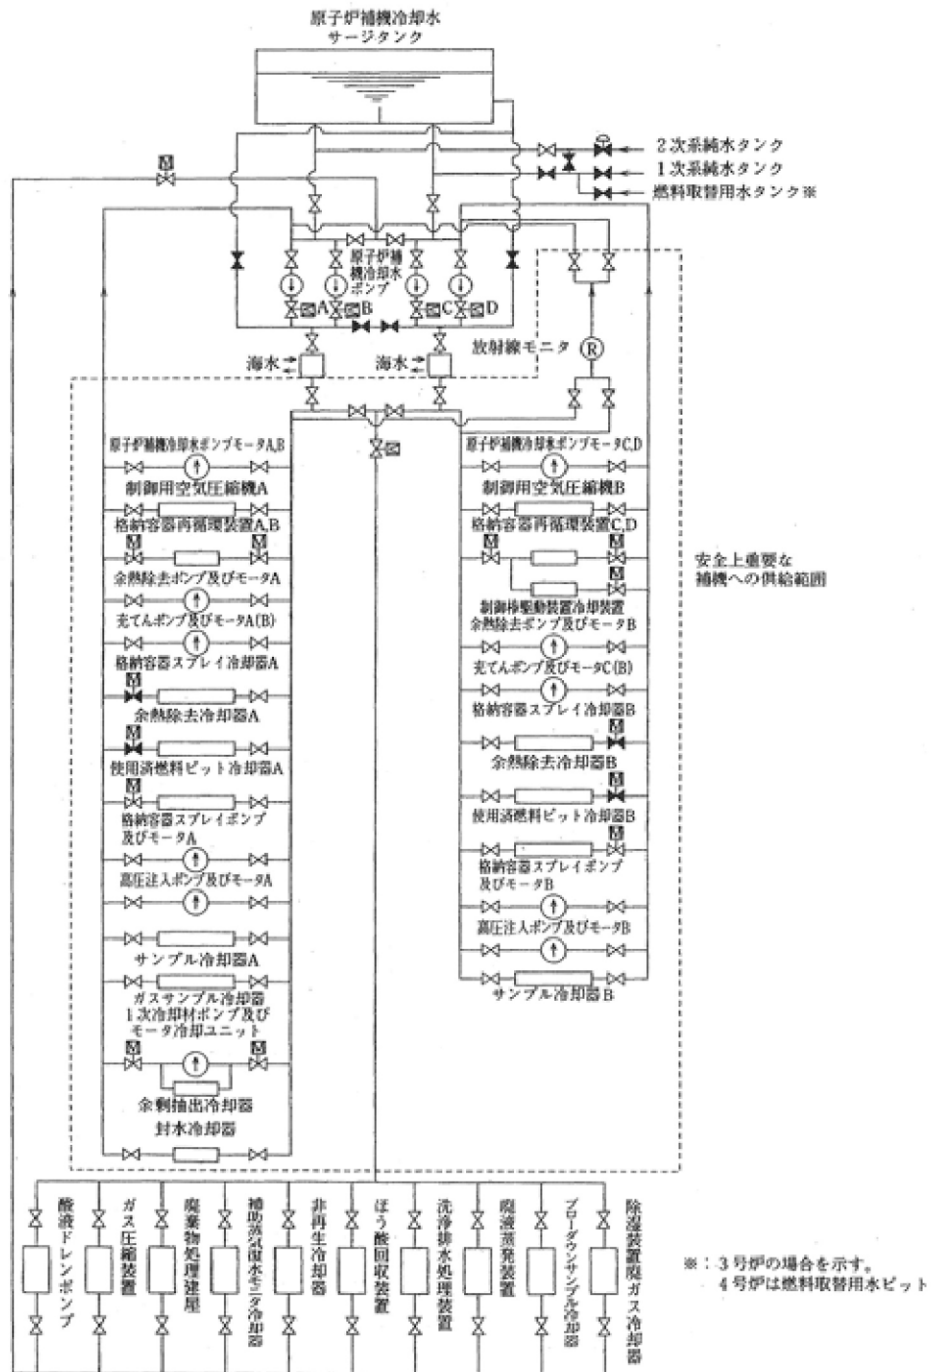 原子炉補機冷却水
サージタンク
2次系純水タンク
1次系純水タンク
燃料取替用水タンク※
原子炉補
機冷却水
ポンプ
A
B
C
D
海水
海水
放射線モニタ
R
原子炉補機冷却水ポンプモータA,B
制御用空気圧縮機A
格納容器再循環装置A,B
M
M
余熱除去ポンプ及びモータA
充てんポンプ及びモータA(B)
格納容器スプレイ冷却器A
M
余熱除去冷却器A
M
使用済燃料ピット冷却器A
M
格納容器スプレイポンプ
及びモータA
高圧注入ポンプ及びモータA
サンプル冷却器A
ガスサンプル冷却器
1次冷却材ポンプ及び
モータ冷却ユニット
M
M
余剰抽出冷却器
封水冷却器
原子炉補機冷却水ポンプモータC,D
制御用空気圧縮機B
格納容器再循環装置C,D
M
M
M
制御棒駆動装置冷却装置
余熱除去ポンプ及びモータB
充てんポンプ及びモータC(B)
格納容器スプレイ冷却器B
M
余熱除去冷却器B
M
使用済燃料ピット冷却器B
M
格納容器スプレイポンプ
及びモータB
高圧注入ポンプ及びモータB
サンプル冷却器B
安全上重要な
補機への供給範囲
酸液ドレンポンプ
ガス圧縮装置
廃棄物処理建屋
補助蒸気復水モニタ冷却器
非再生冷却器
ほう酸回収装置
洗浄排水処理装置
廃液蒸発装置
ブローダウンサンプル冷却器
除湿装置廃ガス冷却器
※：3号炉の場合を示す。
4号炉は燃料取替用水ピット